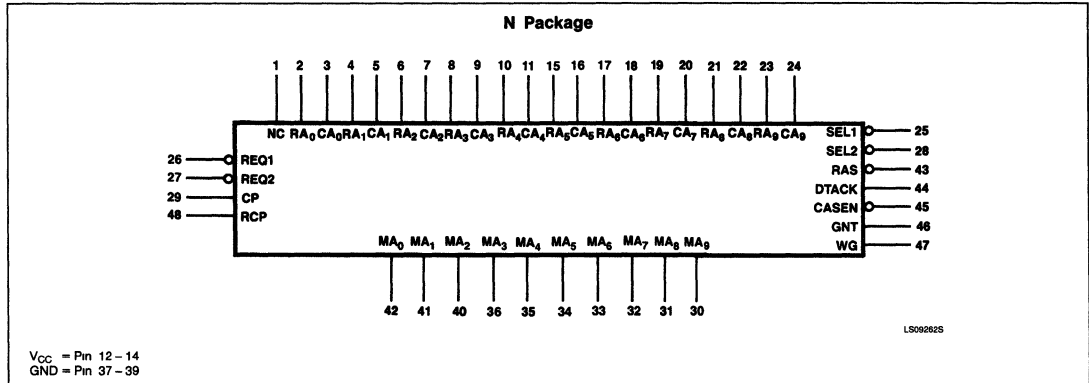 N Package
1 2 3 4 5 6 7 8 9 10 11 15 16 17 18 19 20 21 22 23 24
NC RA0 CA0 RA1 CA1 RA2 CA2 RA3 CA3 RA4 CA4 RA5 CA5 RA6 CA6 RA7 CA7 RA8 CA8 RA9 CA9
SEL1 25
SEL2 28
26 REQ1
RAS 43
27 REQ2
DTACK 44
29 CP
CASEN 45
48 RCP
GNT 46
MA0 MA1 MA2 MA3 MA4 MA5 MA6 MA7 MA8 MA9
WG 47
42 41 40 36 35 34 33 32 31 30
LS09262S
VCC = Pin 12 – 14
GND = Pin 37 – 39